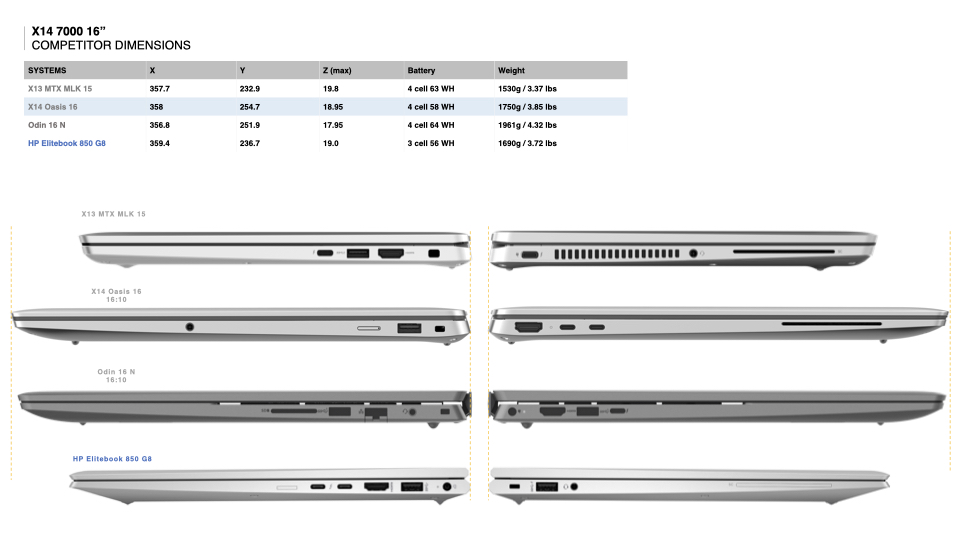 X14 7000 16”
COMPETITOR DIMENSIONS
SYSTEMS X Y Z (max) Battery Weight
X13 MTX MLK 15 357.7 232.9 19.8 4 cell 63 WH 1530g / 3.37 lbs
X14 Oasis 16 358 254.7 18.95 4 cell 58 WH 1750g / 3.85 lbs
Odin 16 N 356.8 251.9 17.95 4 cell 64 WH 1961g / 4.32 lbs
HP Elitebook 850 G8 359.4 236.7 19.0 3 cell 56 WH 1690g / 3.72 lbs
X13 MTX MLK 15
X14 Oasis 16
16:10
Odin 16 N
16:10
HP Elitebook 850 G8